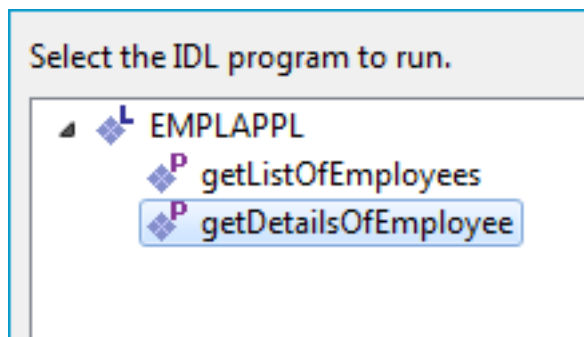 Select the IDL program to run.
L EMPLAPPL
P getListOfEmployees
P getDetailsOfEmployee